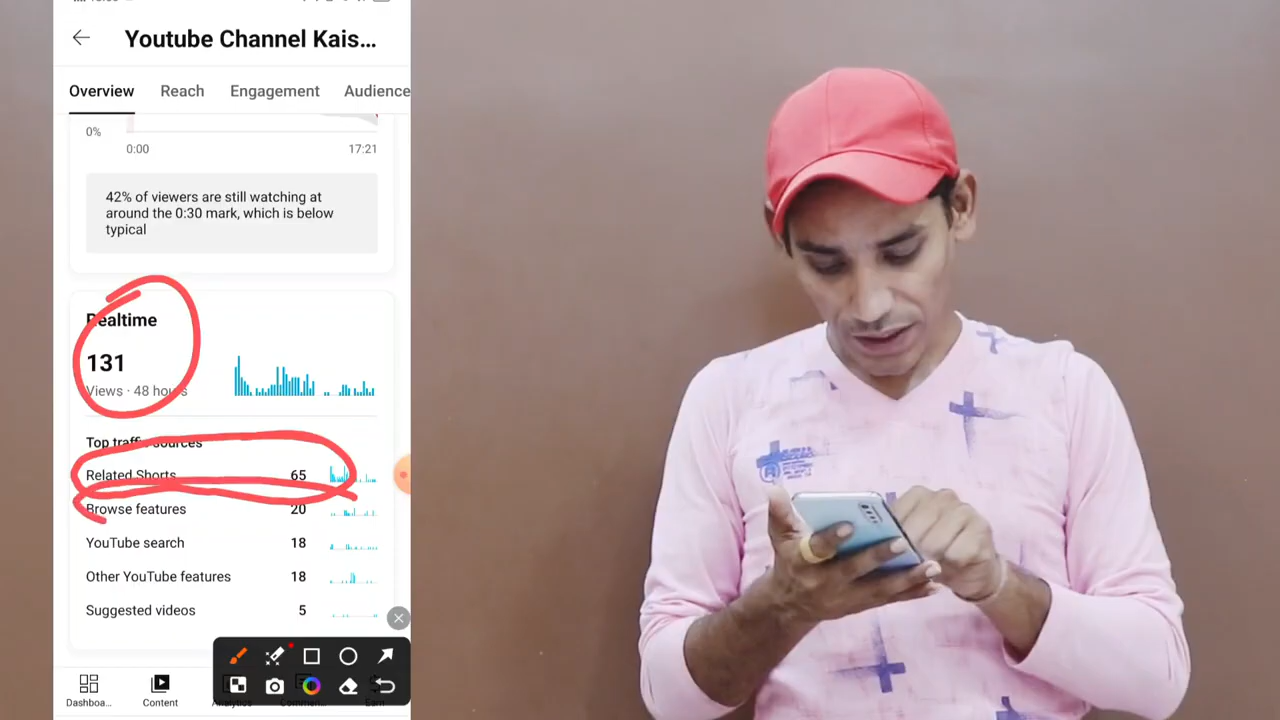 Youtube Channel Kais...
Overview Reach Engagement Audience
0%
0:00 17:21
42% of viewers are still watching at
around the 0:30 mark, which is below
typical
Realtime
131
Views · 48 hours
Top traffic sources
Related Shorts 65
Browse features 20
YouTube search 18
Other YouTube features 18
Suggested videos 5
Dashboa... Content Analytics